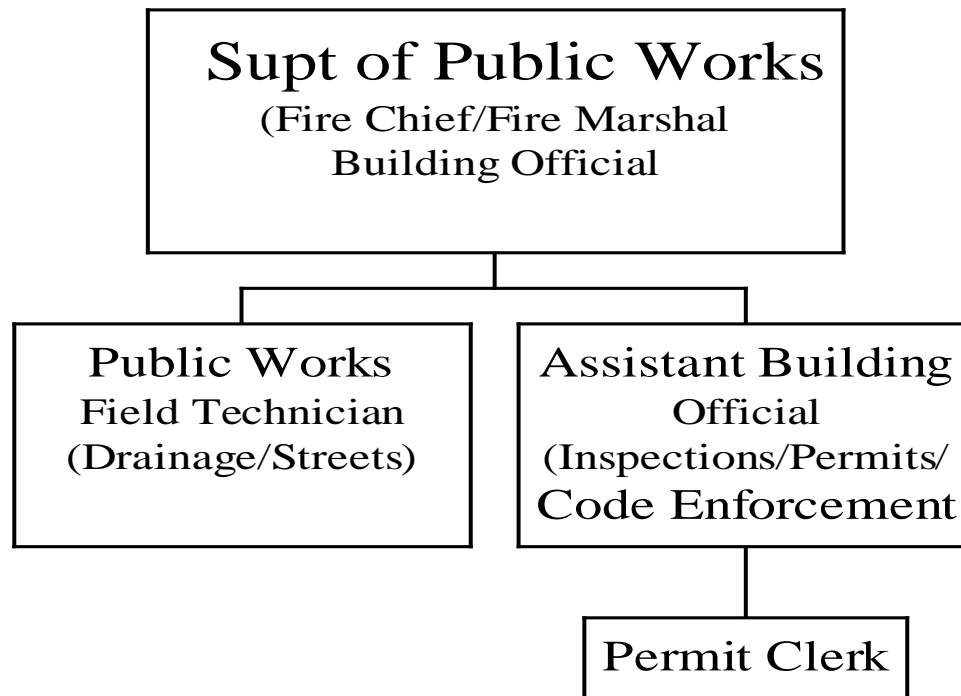 Supt of Public Works
(Fire Chief/Fire Marshal
Building Official
Public Works
Field Technician
(Drainage/Streets)
Assistant Building
Official
(Inspections/Permits/
Code Enforcement
Permit Clerk